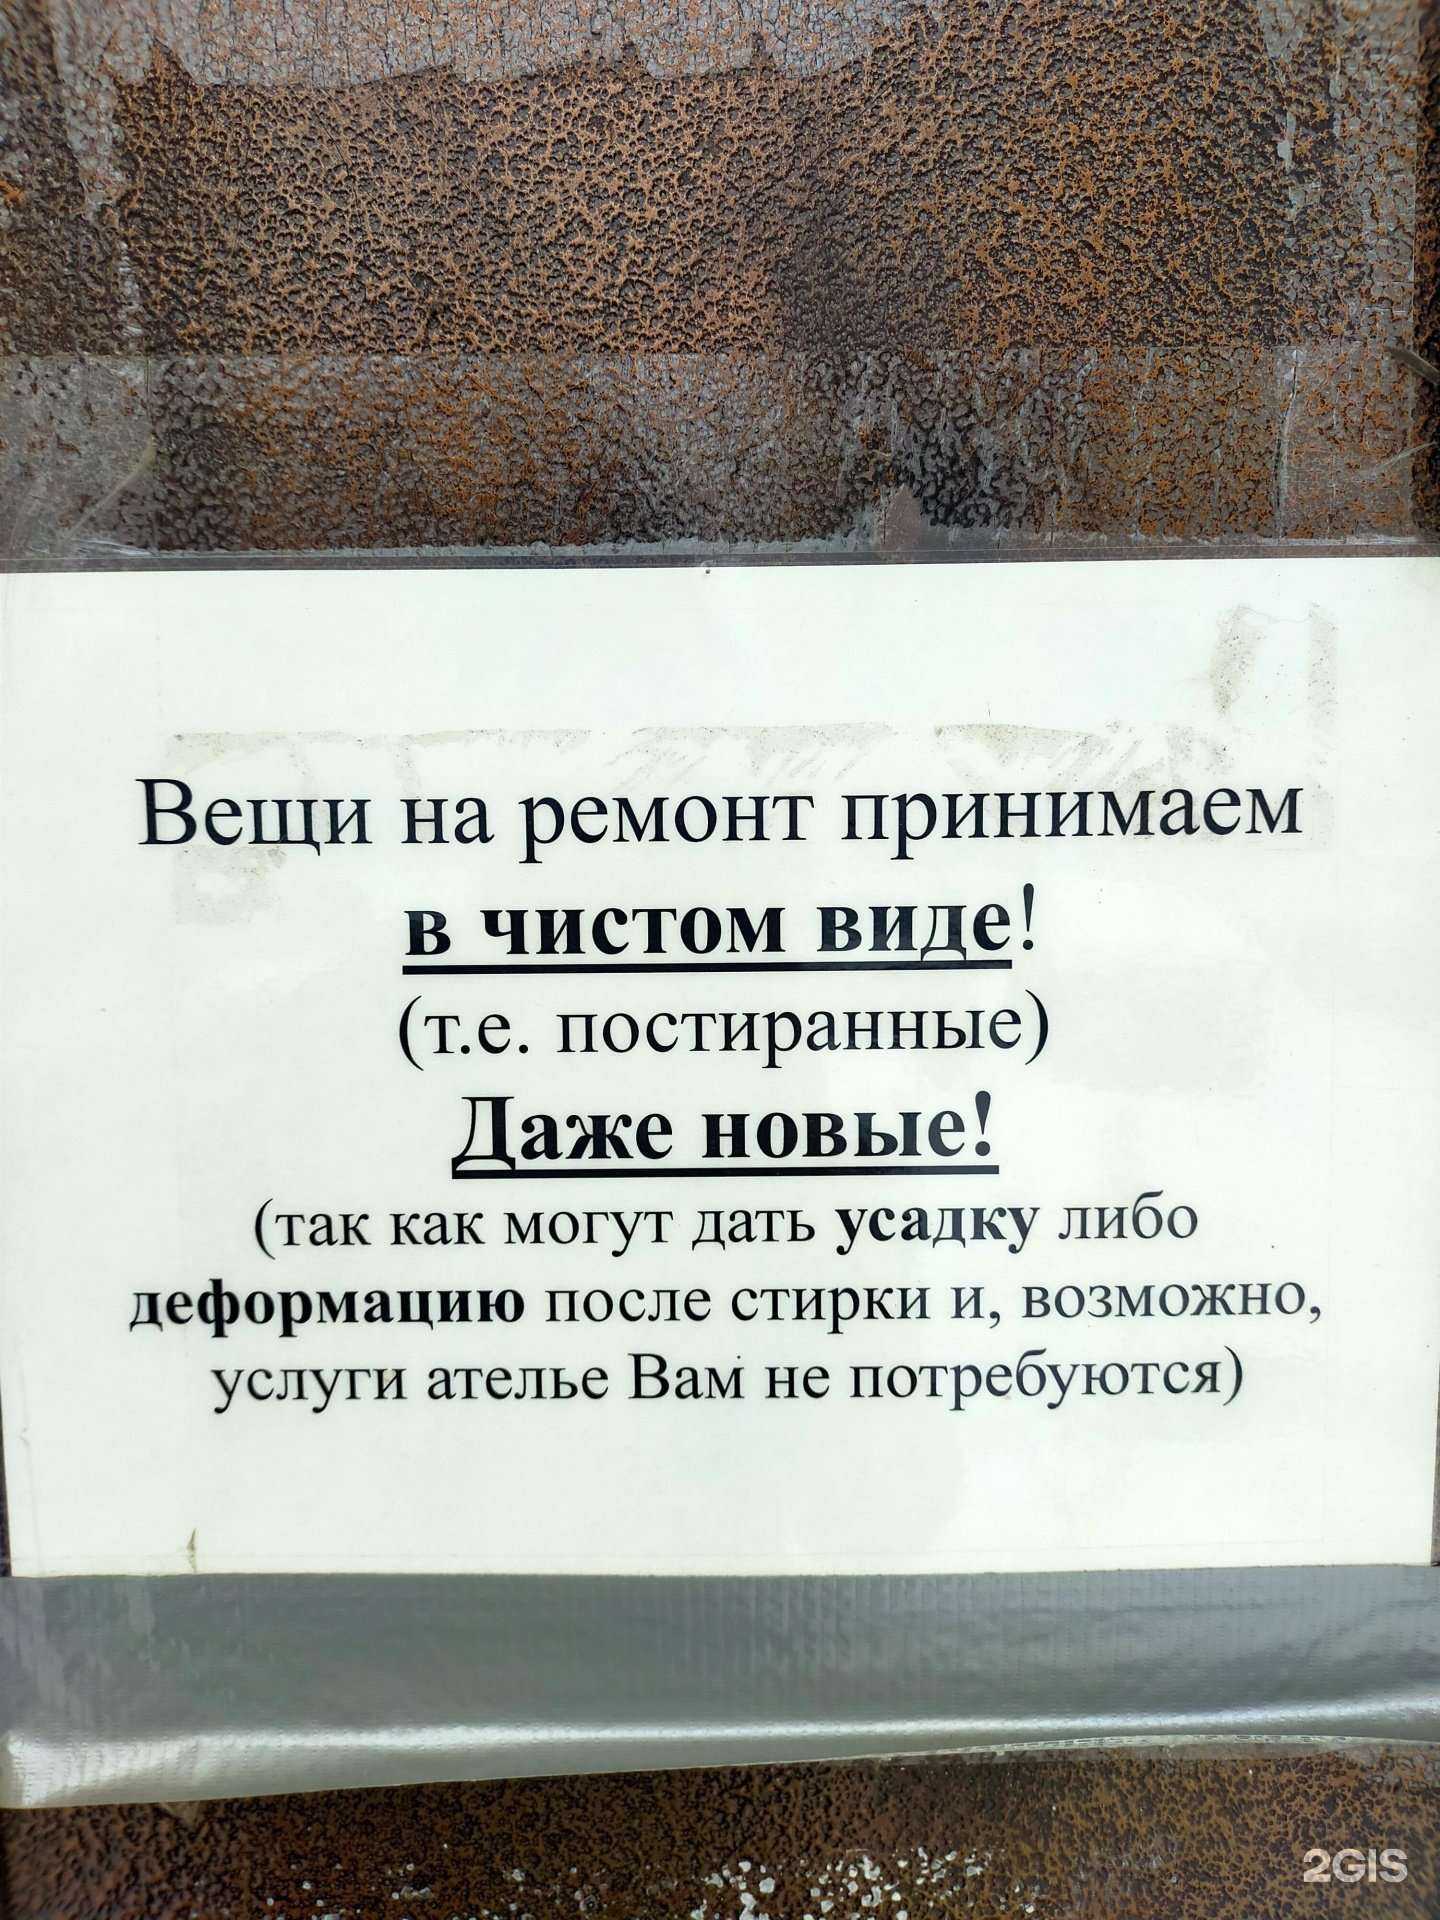 Вещи на ремонт принимаем
в чистом виде!
(т.е. постиранные)
Даже новые!
(так как могут дать усадку либо
деформацию после стирки и, возможно,
услуги ателье Вам не потребуются)
2GIS